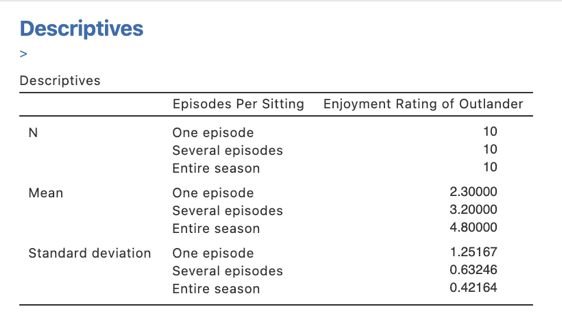 Descriptives
>
Descriptives
Episodes Per Sitting Enjoyment Rating of Outlander
N One episode 10
Several episodes 10
Entire season 10
Mean One episode 2.30000
Several episodes 3.20000
Entire season 4.80000
Standard deviation One episode 1.25167
Several episodes 0.63246
Entire season 0.42164